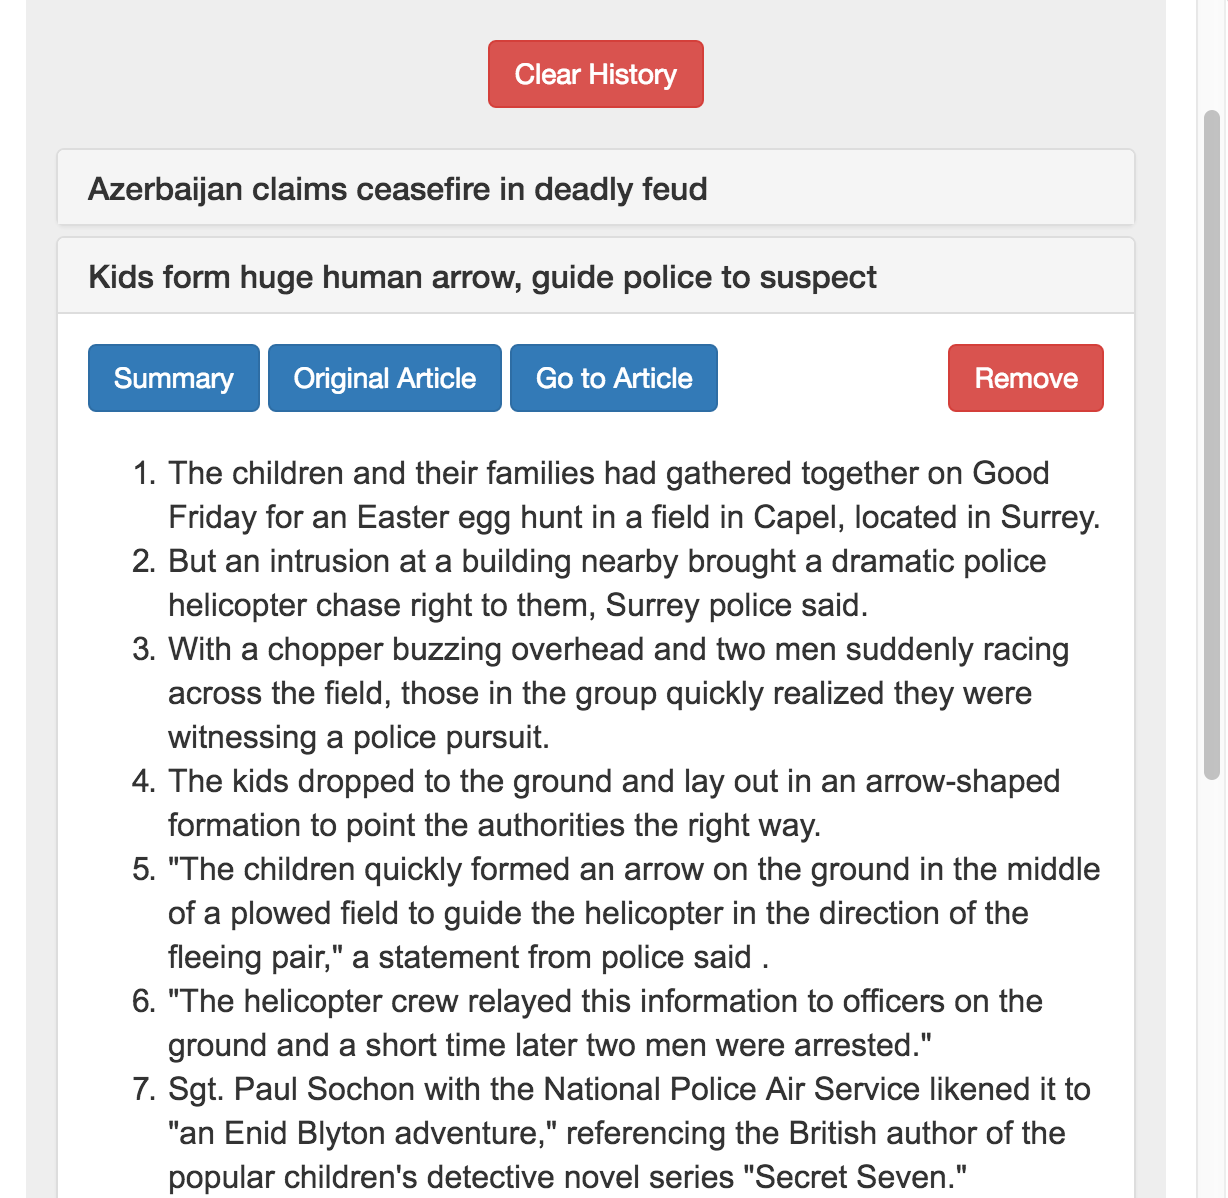 Clear History
Azerbaijan claims ceasefire in deadly feud
Kids form huge human arrow, guide police to suspect
Summary Original Article Go to Article Remove
1. The children and their families had gathered together on Good
Friday for an Easter egg hunt in a field in Capel, located in Surrey.
2. But an intrusion at a building nearby brought a dramatic police
helicopter chase right to them, Surrey police said.
3. With a chopper buzzing overhead and two men suddenly racing
across the field, those in the group quickly realized they were
witnessing a police pursuit.
4. The kids dropped to the ground and lay out in an arrow-shaped
formation to point the authorities the right way.
5. "The children quickly formed an arrow on the ground in the middle
of a plowed field to guide the helicopter in the direction of the
fleeing pair," a statement from police said .
6. "The helicopter crew relayed this information to officers on the
ground and a short time later two men were arrested."
7. Sgt. Paul Sochon with the National Police Air Service likened it to
"an Enid Blyton adventure," referencing the British author of the
popular children's detective novel series "Secret Seven."